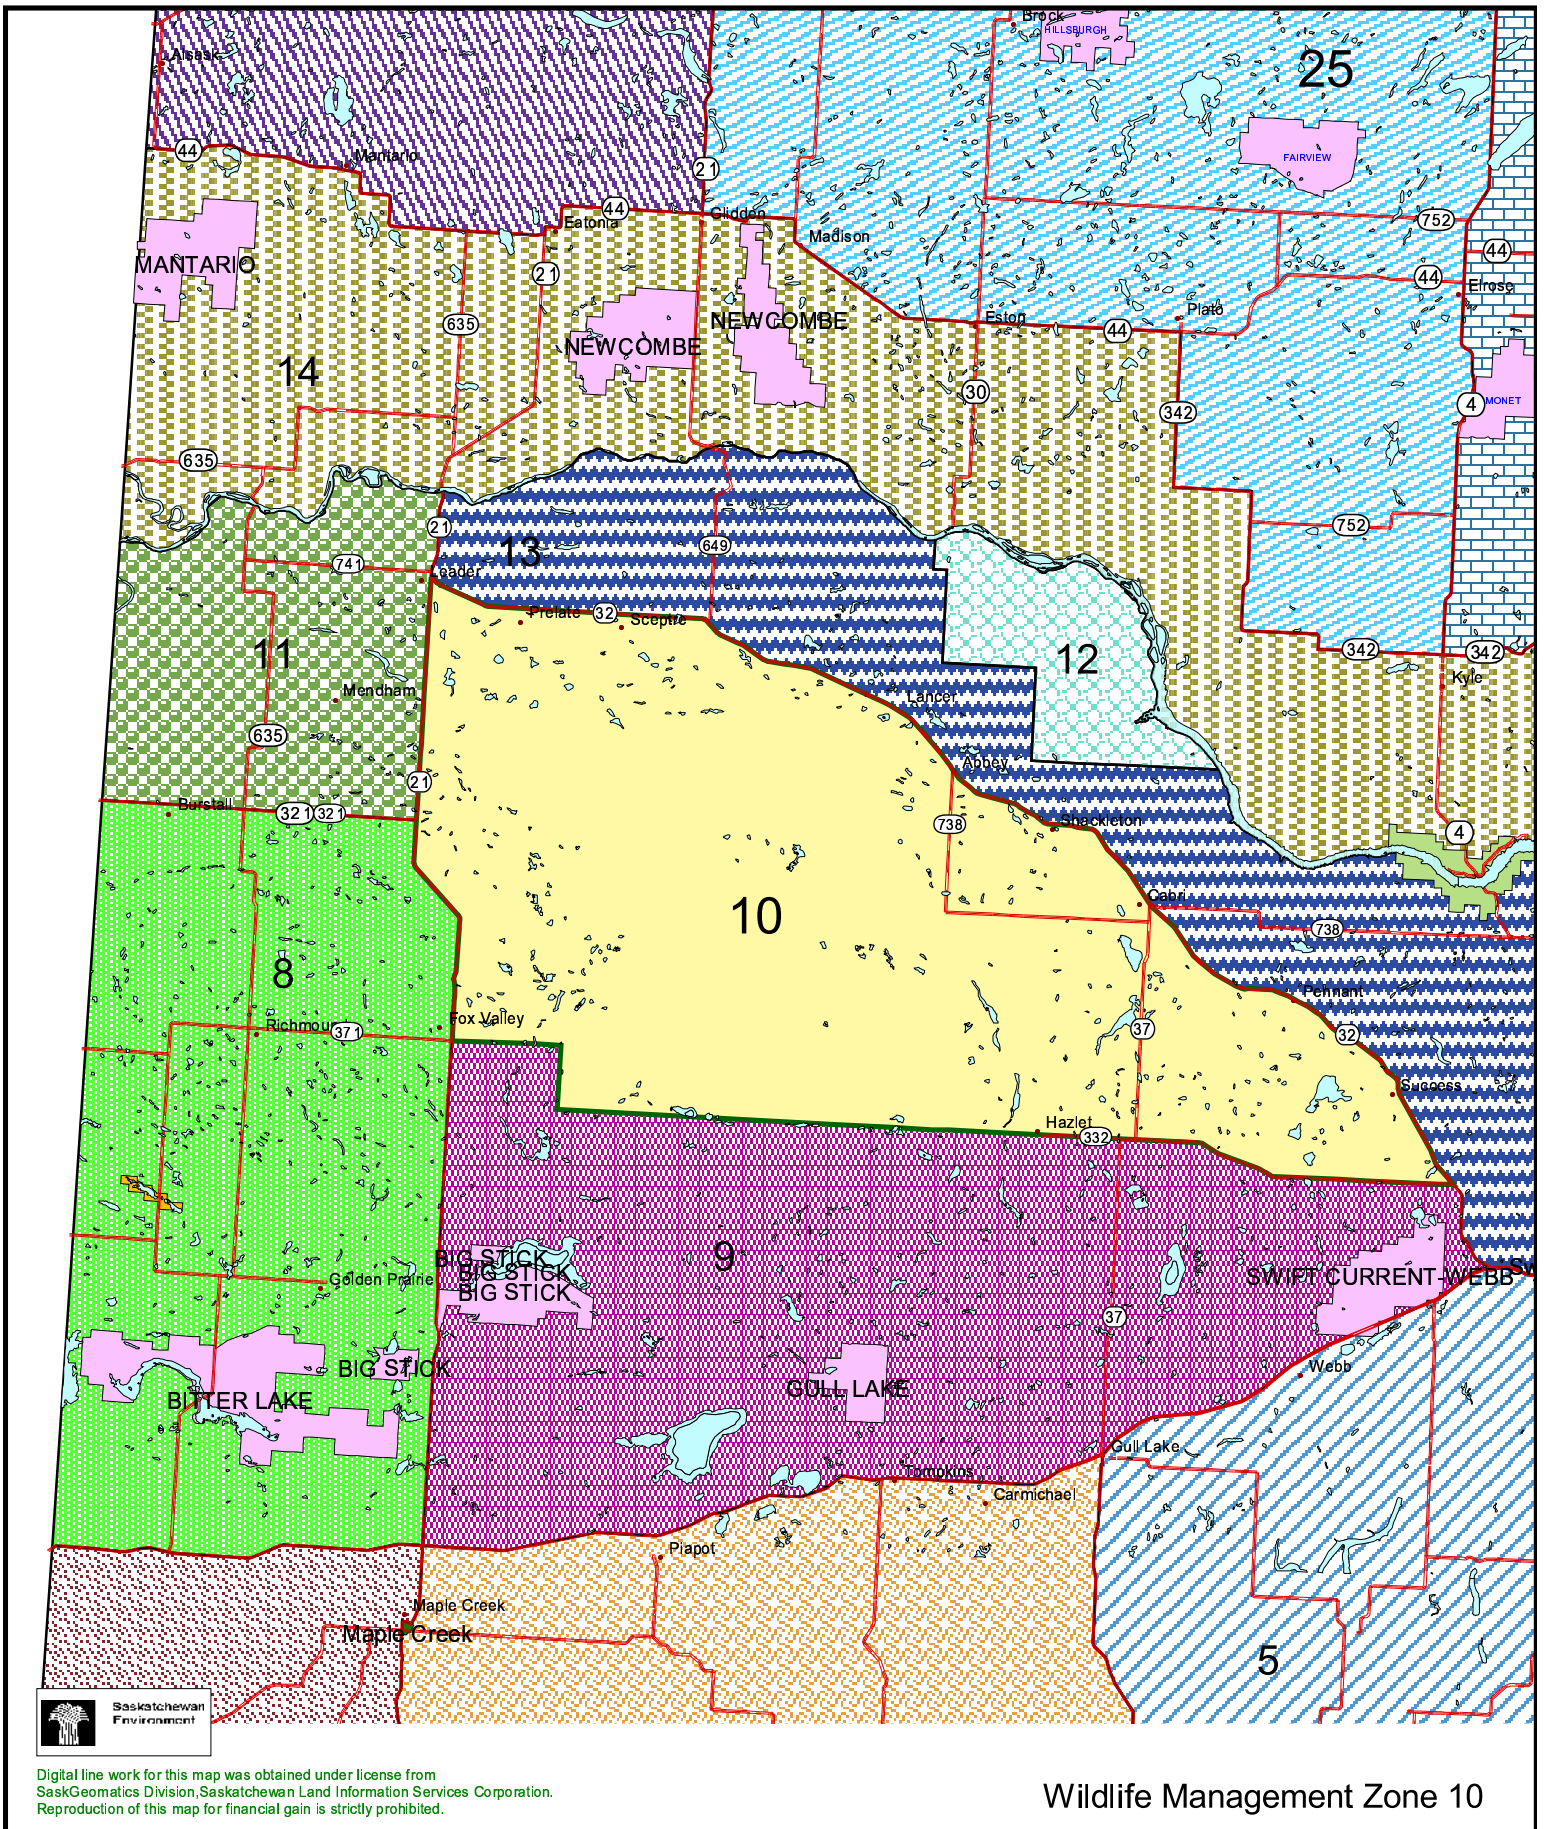 Brock
HILLSBURGH
25
Alsask
44
Mantario
21
FAIRVIEW
44
Glidden
Eatonia
752
Madison
44
MANTARIO
21
44
Elrose
635
NEWCOMBE
Eston
Plato
44
NEWCOMBE
14
30
342
4
MONET
635
21
752
13
649
741
Leader
Prelate
32
Sceptre
11
12
342
342
Kyle
Mendham
Lancer
635
Abbey
21
Burstall
321
321
738
Shackleton
4
Cabri
10
738
8
Pennant
Fox Valley
Richmou
371
37
32
Success
Hazlet
332
9
BIG STICK
BIG STICK
BIG STICK
Golden Prairie
SWIFT CURRENT-WEBB
Sw
37
BIG STICK
Webb
GULL LAKE
BITTER LAKE
Gull Lake
Tompkins
Carmichael
Piapot
Maple Creek
Maple Creek
5
Saskatchewan
Environment
Digital line work for this map was obtained under license from
SaskGeomatics Division,Saskatchewan Land Information Services Corporation.
Reproduction of this map for financial gain is strictly prohibited.
Wildlife Management Zone 10